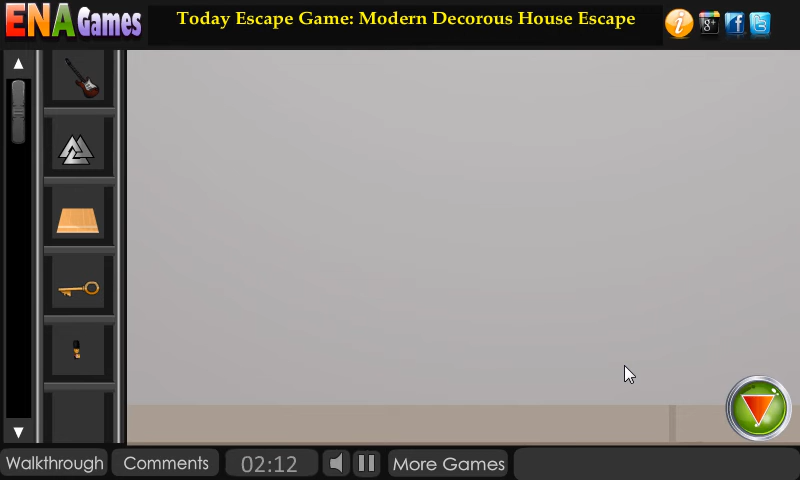 ENA Games
Today Escape Game: Modern Decorous House Escape
i
g+
f
t
Walkthrough
Comments
02:12
More Games